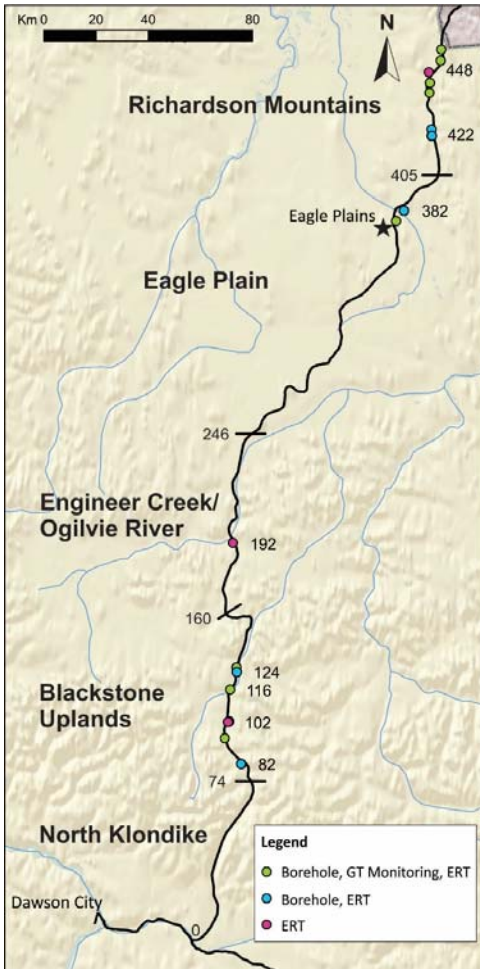 Km 0 40 80
N
448
Richardson Mountains
422
405
382
Eagle Plains
Eagle Plain
246
Engineer Creek/
Ogilvie River
192
160
124
116
Blackstone
Uplands
102
82
74
North Klondike
Legend
Borehole, GT Monitoring, ERT
Borehole, ERT
ERT
Dawson City
0